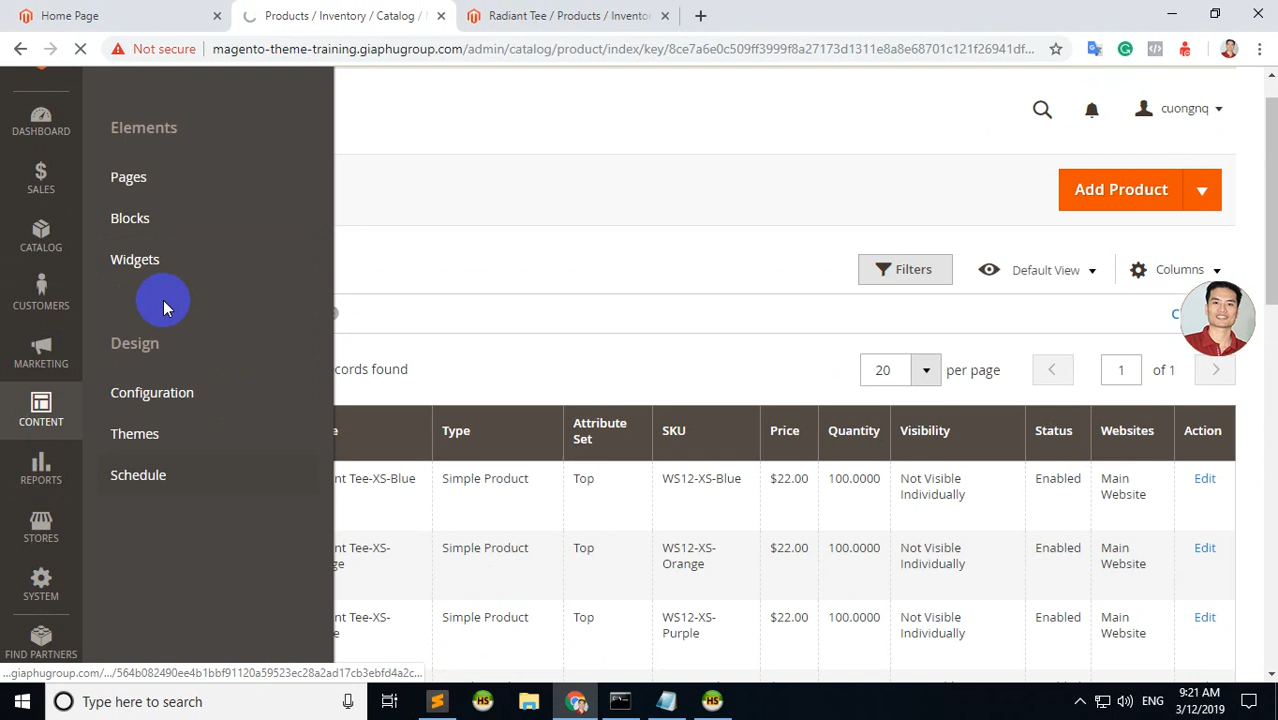 Home Page
Products / Inventory / Catalog / M
Radiant Tee / Products / Invento
Not secure
magento-theme-training.giaphugroup.com/admin/catalog/product/index/key/8ce7a6e0c509ff3999f8a27173d1311e8a8e68701c121f26941df...
DASHBOARD
SALES
CATALOG
CUSTOMERS
MARKETING
CONTENT
REPORTS
STORES
SYSTEM
FIND PARTNERS
Elements
Pages
Blocks
Widgets
Design
Configuration
Themes
Schedule
cuongnq
Add Product
Filters
Default View
Columns
C
cords found
20
per page
1
of 1
e
Type
Attribute Set
SKU
Price
Quantity
Visibility
Status
Websites
Action
nt Tee-XS-Blue
Simple Product
Top
WS12-XS-Blue
$22.00
100.0000
Not Visible Individually
Enabled
Main Website
Edit
nt Tee-XS-
ge
Simple Product
Top
WS12-XS-Orange
$22.00
100.0000
Not Visible Individually
Enabled
Main Website
Edit
nt Tee-XS-
e
Simple Product
Top
WS12-XS-Purple
$22.00
100.0000
Not Visible Individually
Enabled
Main Website
Edit
...giaphugroup.com/.../564b082490ee4b1bbf91120a59523ec28a2ad17cb3ebfd4a2c...
Type here to search
HS
HS
ENG
9:21 AM
3/12/2019